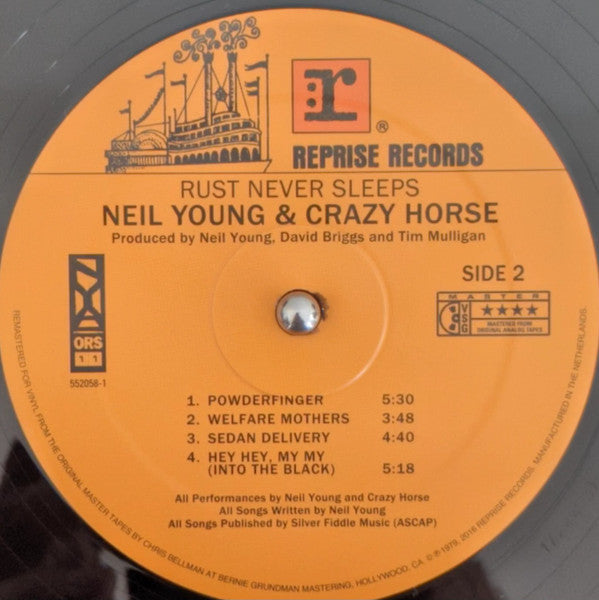 r
®
REPRISE RECORDS
RUST NEVER SLEEPS
NEIL YOUNG & CRAZY HORSE
Produced by Neil Young, David Briggs and Tim Mulligan
SIDE 2
NYA
ORS
11
552058-1
MASTER
VSG
★★★★
MASTERED FROM
ORIGINAL ANALOG TAPES
1. POWDERFINGER 5:30
2. WELFARE MOTHERS 3:48
3. SEDAN DELIVERY 4:40
4. HEY HEY, MY MY
(INTO THE BLACK) 5:18
All Performances by Neil Young and Crazy Horse
All Songs Written by Neil Young
All Songs Published by Silver Fiddle Music (ASCAP)
REMASTERED FOR VINYL FROM THE ORIGINAL MASTER TAPES BY CHRIS BELLMAN AT BERNIE GRUNDMAN MASTERING, HOLLYWOOD, CA. ©℗1979, 2016 REPRISE RECORDS. MANUFACTURED IN THE NETHERLANDS.